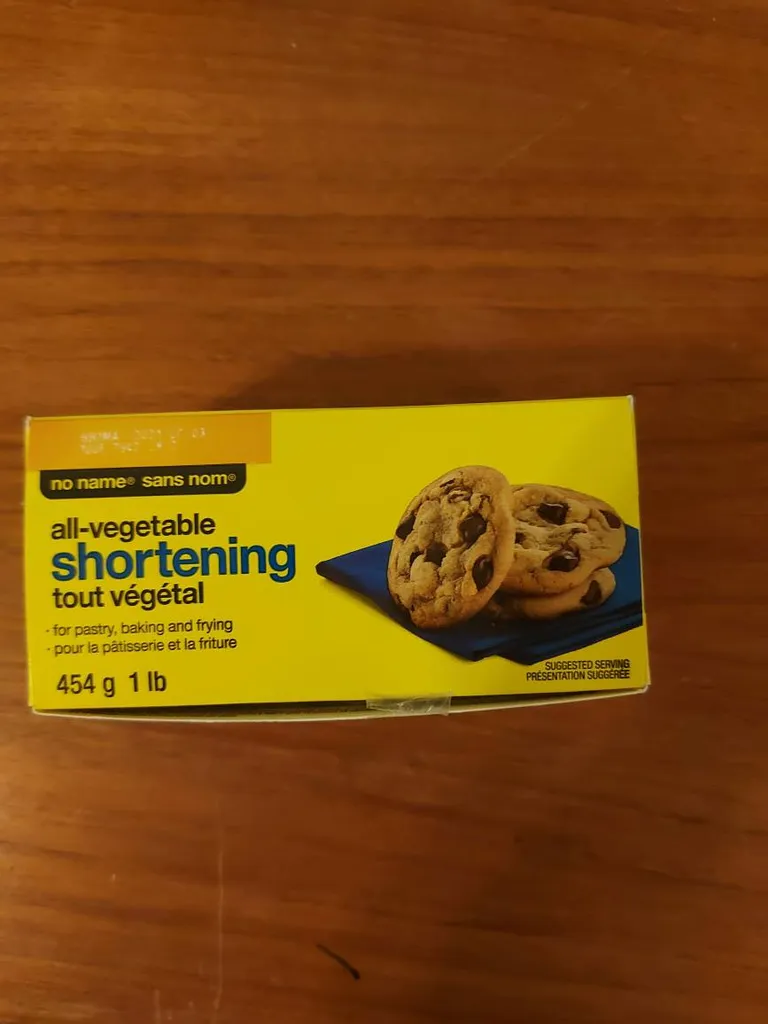 no name® sans nom®
all-vegetable
shortening
tout végétal
· for pastry, baking and frying
· pour la pâtisserie et la friture
454 g 1 lb
SUGGESTED SERVING
PRÉSENTATION SUGGÉRÉE